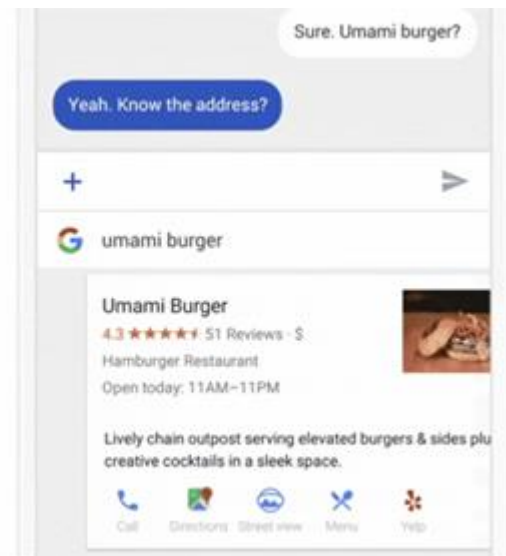 Sure. Umami burger?
Yeah. Know the address?
umami burger
Umami Burger
4.3 ★★★★★ 51 Reviews · $
Hamburger Restaurant
Open today: 11AM–11PM
Lively chain outpost serving elevated burgers & sides plu
creative cocktails in a sleek space.
Call Directions Street view Menu Yelp